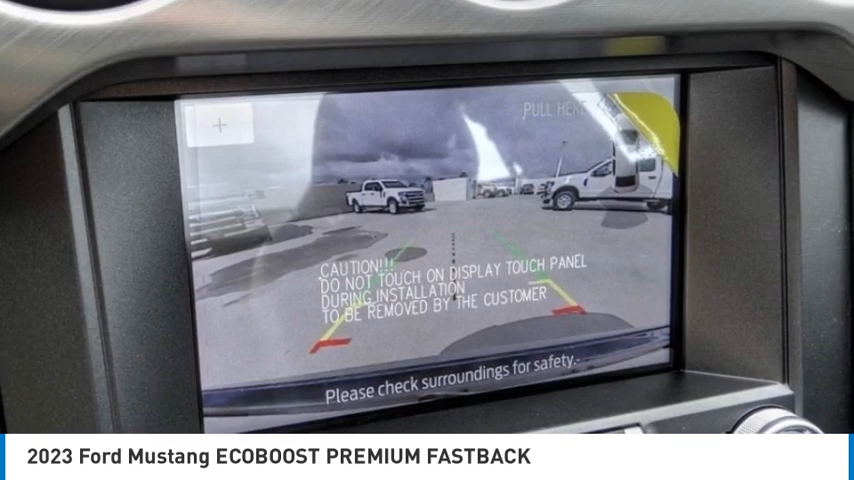 +
PULL HERE
CAUTION!!!
DO NOT TOUCH ON DISPLAY TOUCH PANEL
DURING INSTALLATION
TO BE REMOVED BY THE CUSTOMER
Please check surroundings for safety.
2023 Ford Mustang ECOBOOST PREMIUM FASTBACK